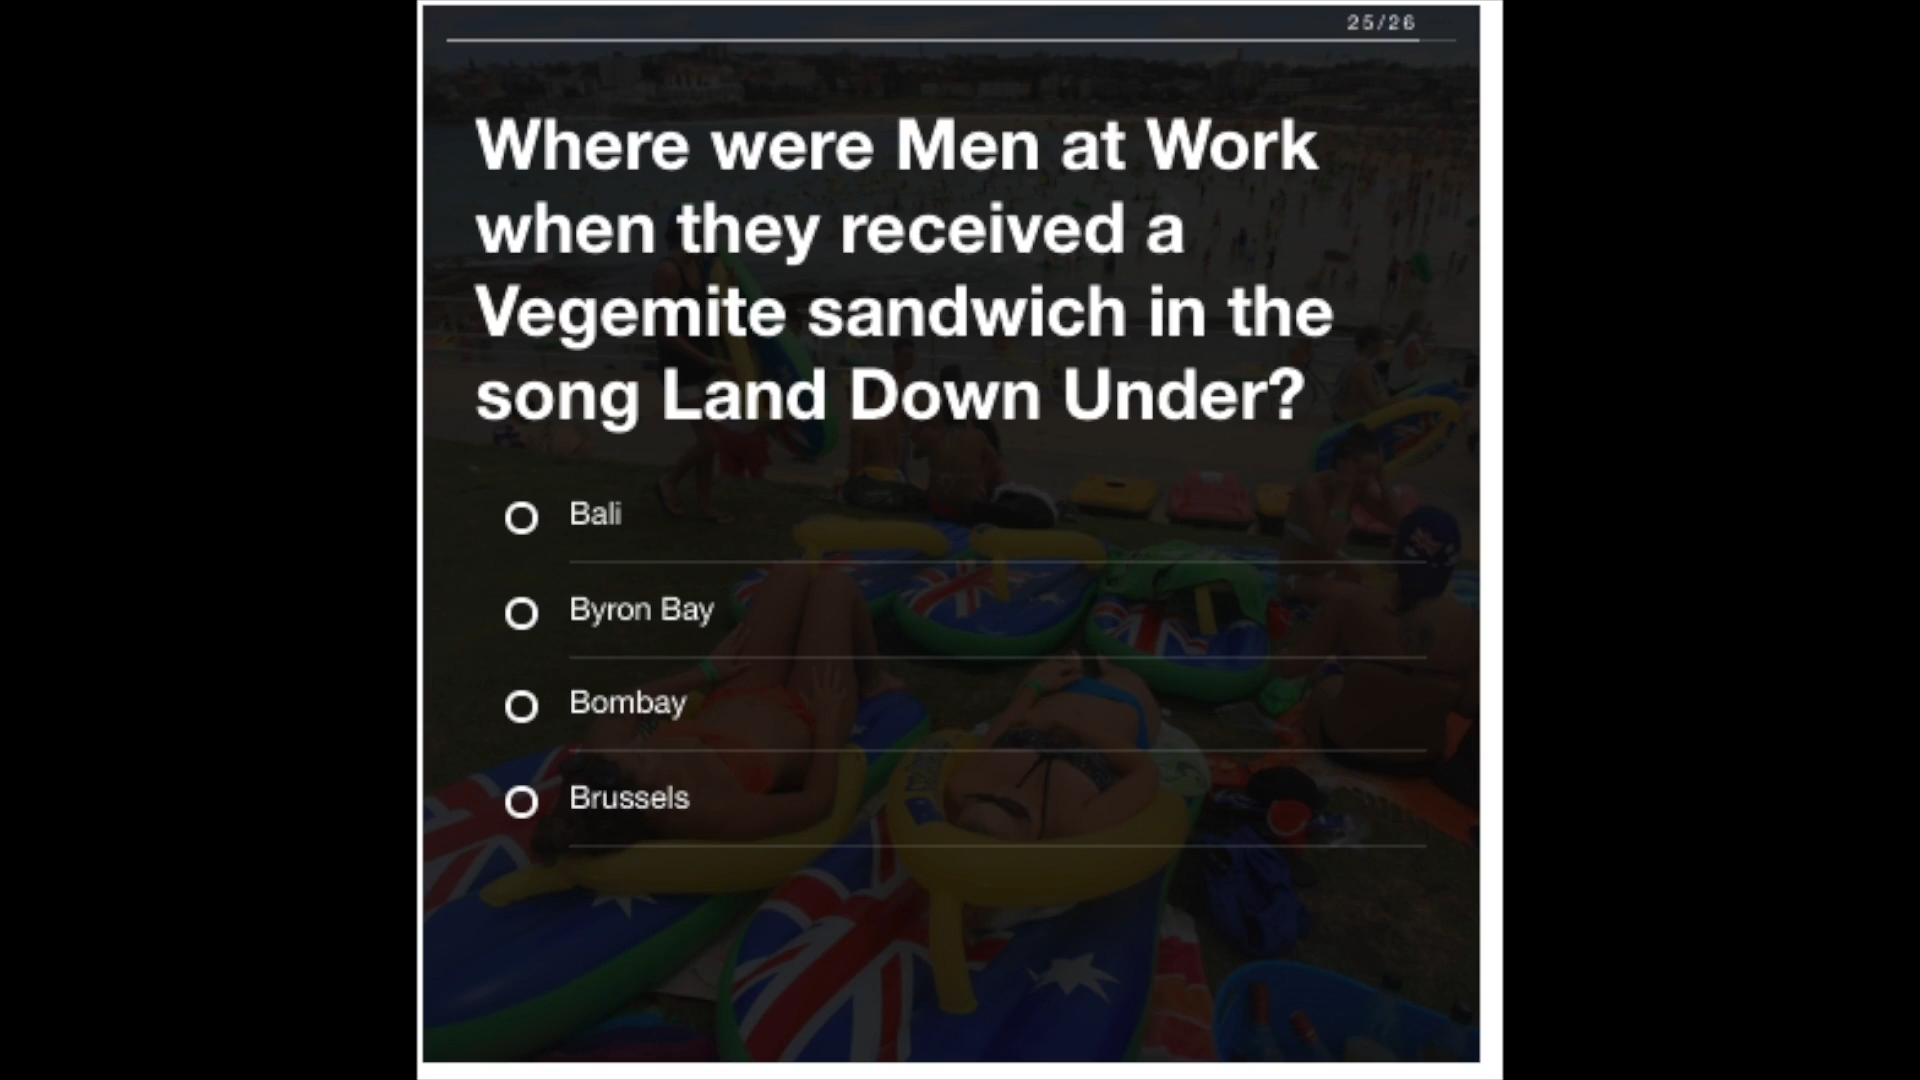 25/26
Where were Men at Work
when they received a
Vegemite sandwich in the
song Land Down Under?
Bali
Byron Bay
Bombay
Brussels